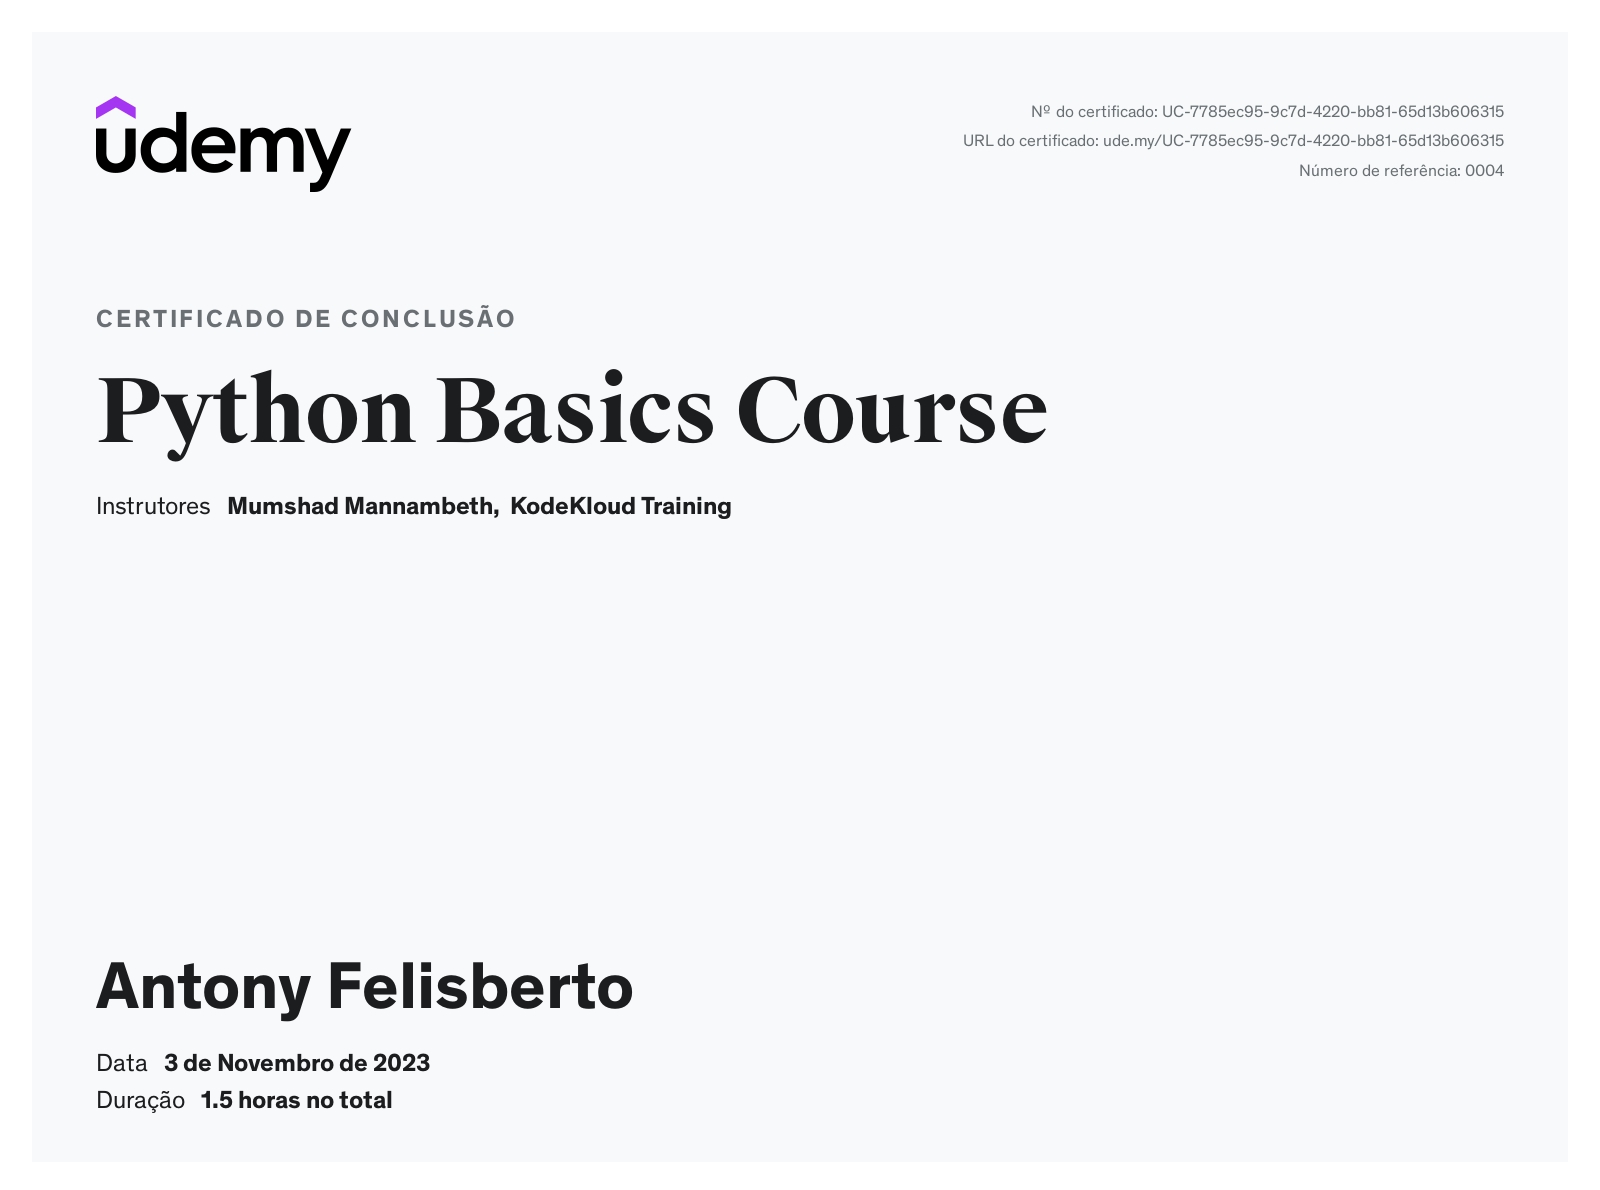 udemy
Nº do certificado: UC-7785ec95-9c7d-4220-bb81-65d13b606315
URL do certificado: ude.my/UC-7785ec95-9c7d-4220-bb81-65d13b606315
Número de referência: 0004
CERTIFICADO DE CONCLUSÃO
Python Basics Course
Instrutores Mumshad Mannambeth, KodeKloud Training
Antony Felisberto
Data 3 de Novembro de 2023
Duração 1.5 horas no total